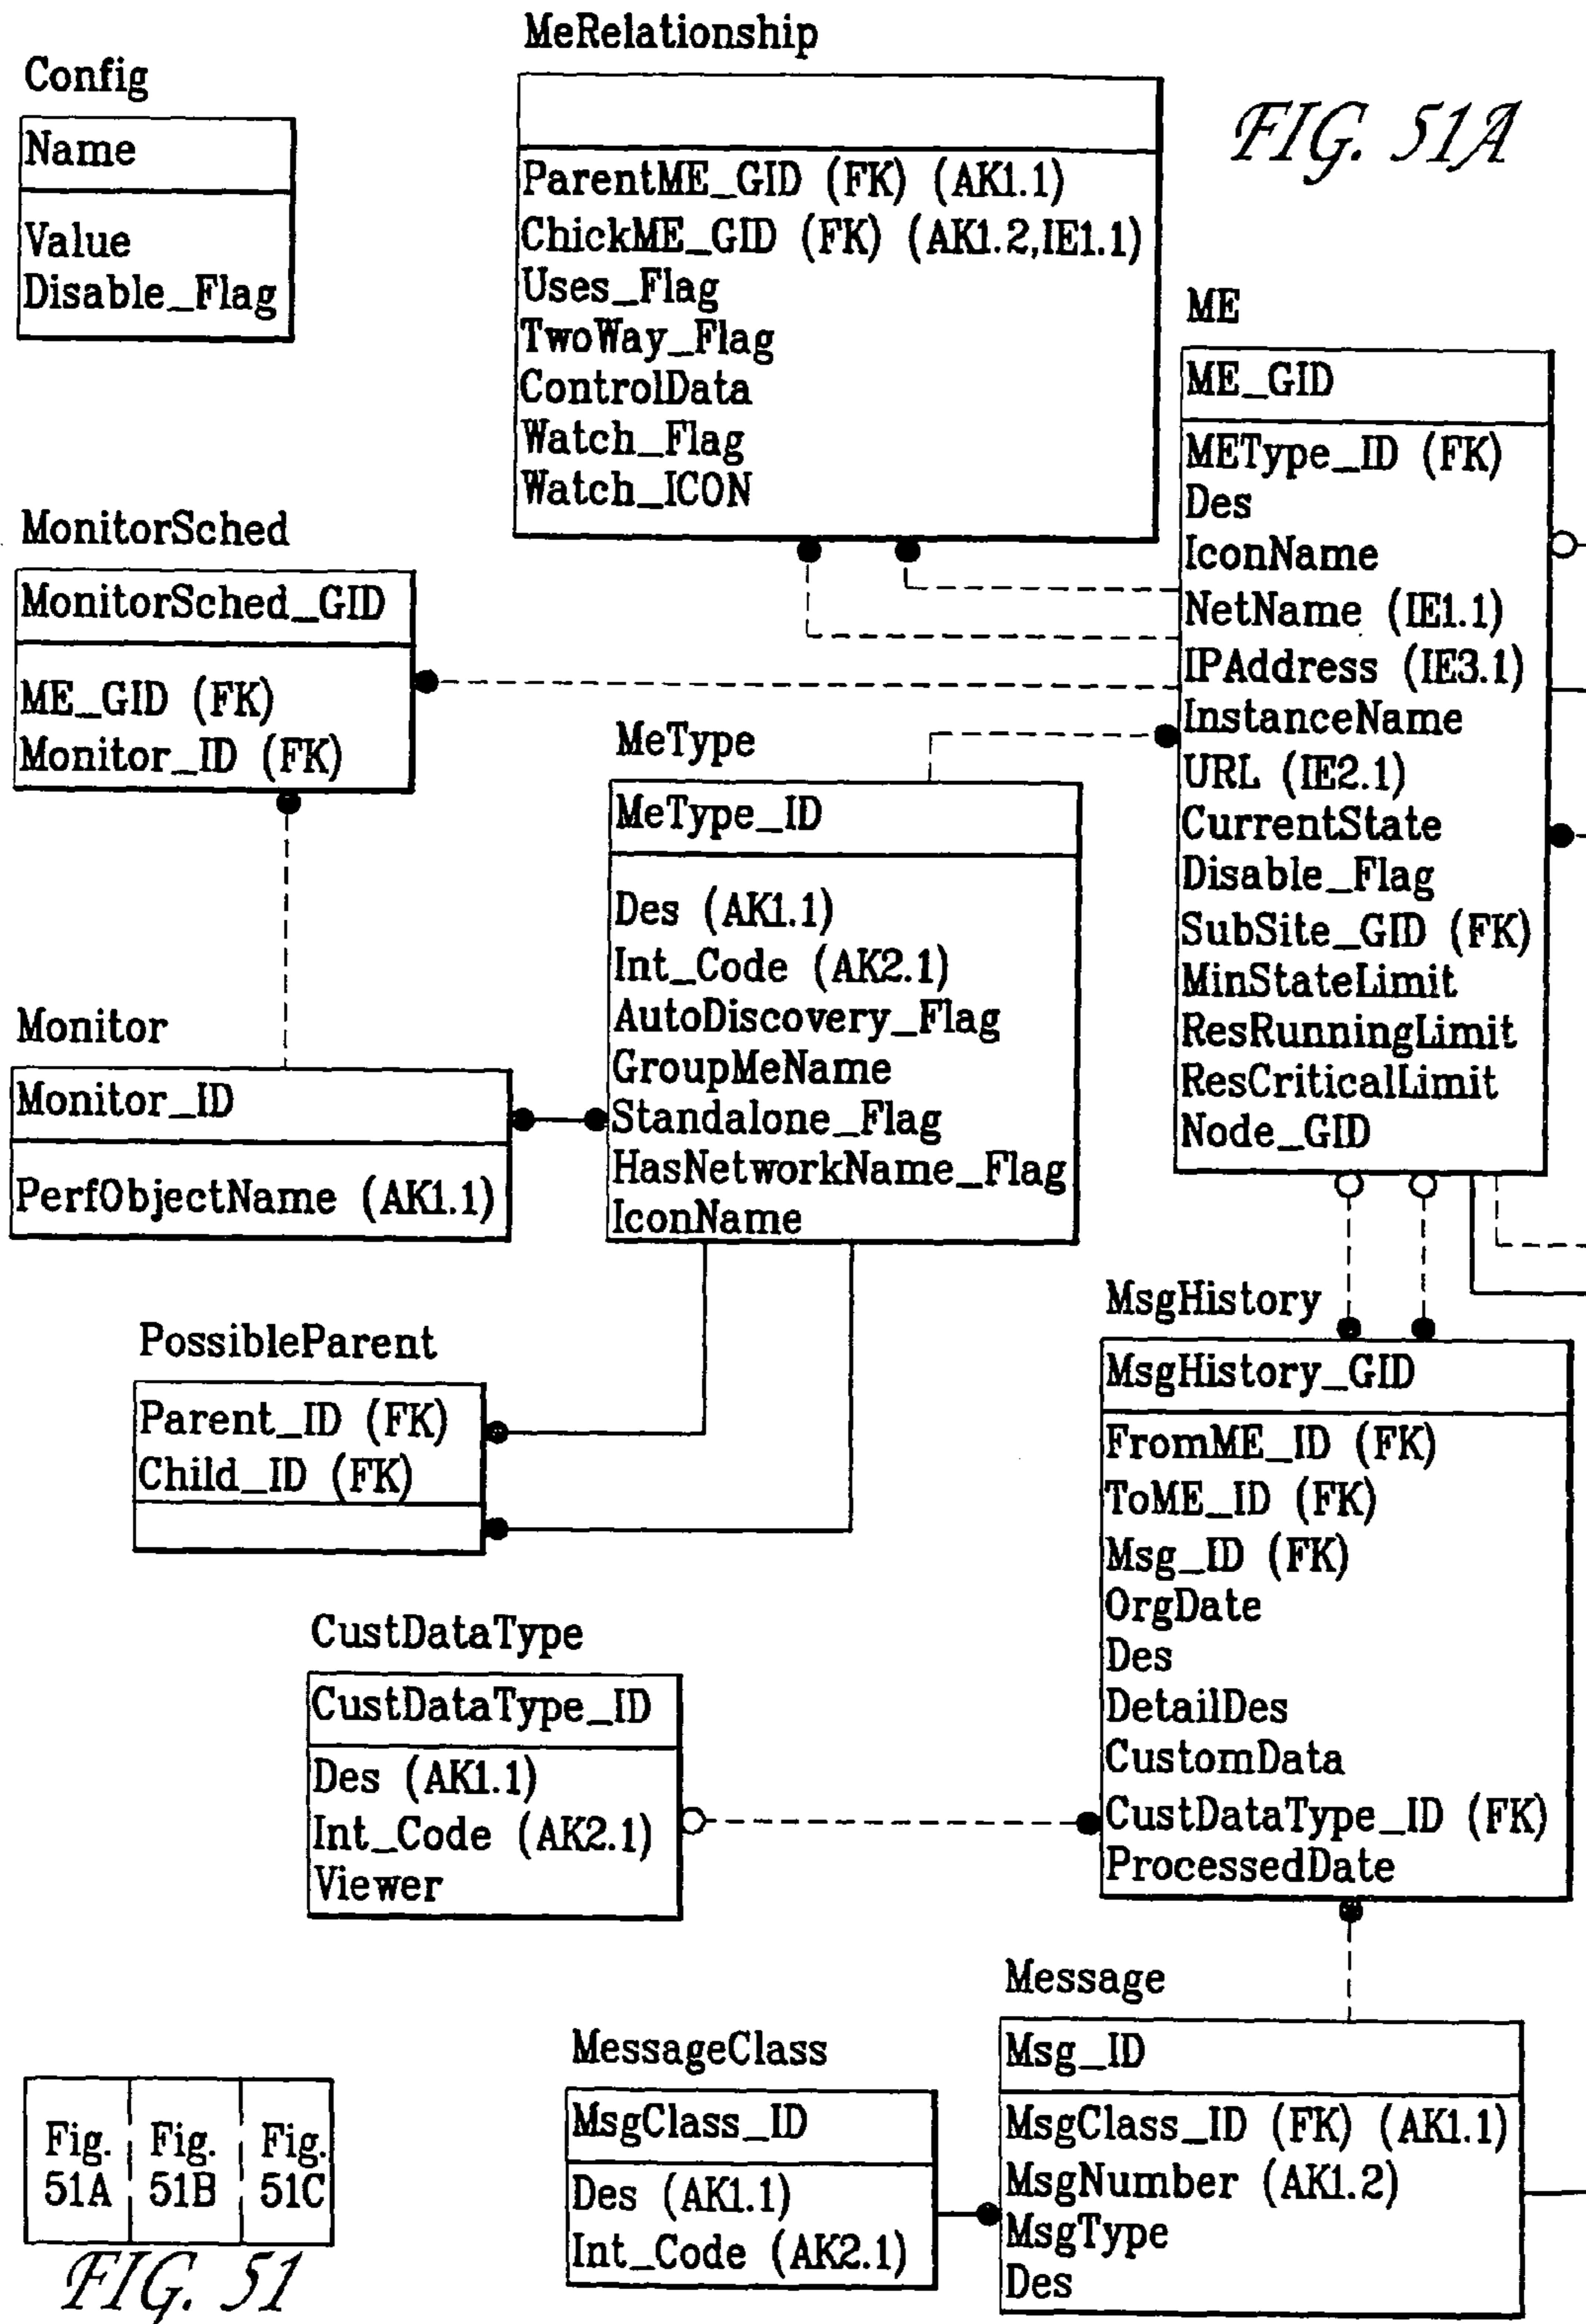 MeRelationship
ParentME_GID (FK) (AK1.1)
ChickME_GID (FK) (AK1.2,IE1.1)
Uses_Flag
TwoWay_Flag
ControlData
Watch_Flag
Watch_ICON
FIG. 51A
Config
Name
Value
Disable_Flag
ME
ME_GID
METype_ID (FK)
Des
IconName
NetName (IE1.1)
IPAddress (IE3.1)
InstanceName
URL (IE2.1)
CurrentState
Disable_Flag
SubSite_GID (FK)
MinStateLimit
ResRunningLimit
ResCriticalLimit
Node_GID
MonitorSched
MonitorSched_GID
ME_GID (FK)
Monitor_ID (FK)
MeType
MeType_ID
Des (AK1.1)
Int_Code (AK2.1)
AutoDiscovery_Flag
GroupMeName
Standalone_Flag
HasNetworkName_Flag
IconName
Monitor
Monitor_ID
PerfObjectName (AK1.1)
PossibleParent
Parent_ID (FK)
Child_ID (FK)
MsgHistory
MsgHistory_GID
FromME_ID (FK)
ToME_ID (FK)
Msg_ID (FK)
OrgDate
Des
DetailDes
CustomData
CustDataType_ID (FK)
ProcessedDate
CustDataType
CustDataType_ID
Des (AK1.1)
Int_Code (AK2.1)
Viewer
Message
Msg_ID
MsgClass_ID (FK) (AK1.1)
MsgNumber (AK1.2)
MsgType
Des
MessageClass
MsgClass_ID
Des (AK1.1)
Int_Code (AK2.1)
Fig. 51A
Fig. 51B
Fig. 51C
FIG. 51